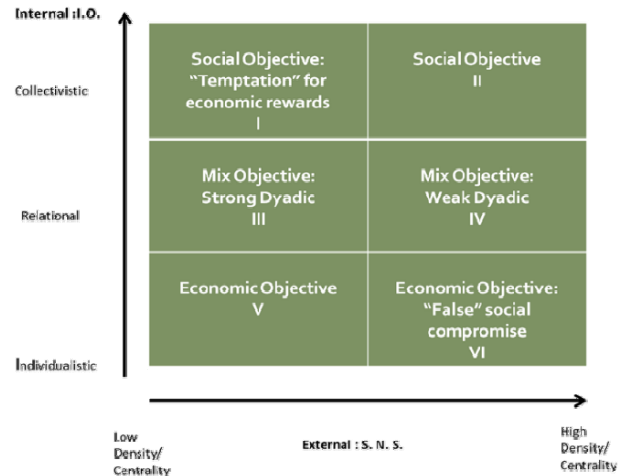 Internal :I.O.
Collectivistic
Social Objective:
"Temptation" for
economic rewards
I
Social Objective
II
Relational
Mix Objective:
Strong Dyadic
III
Mix Objective:
Weak Dyadic
IV
Economic Objective
V
Economic Objective:
"False" social
compromise
VI
Individualistic
Low
Density/
Centrality
External : S. N. S.
High
Density/
Centrality